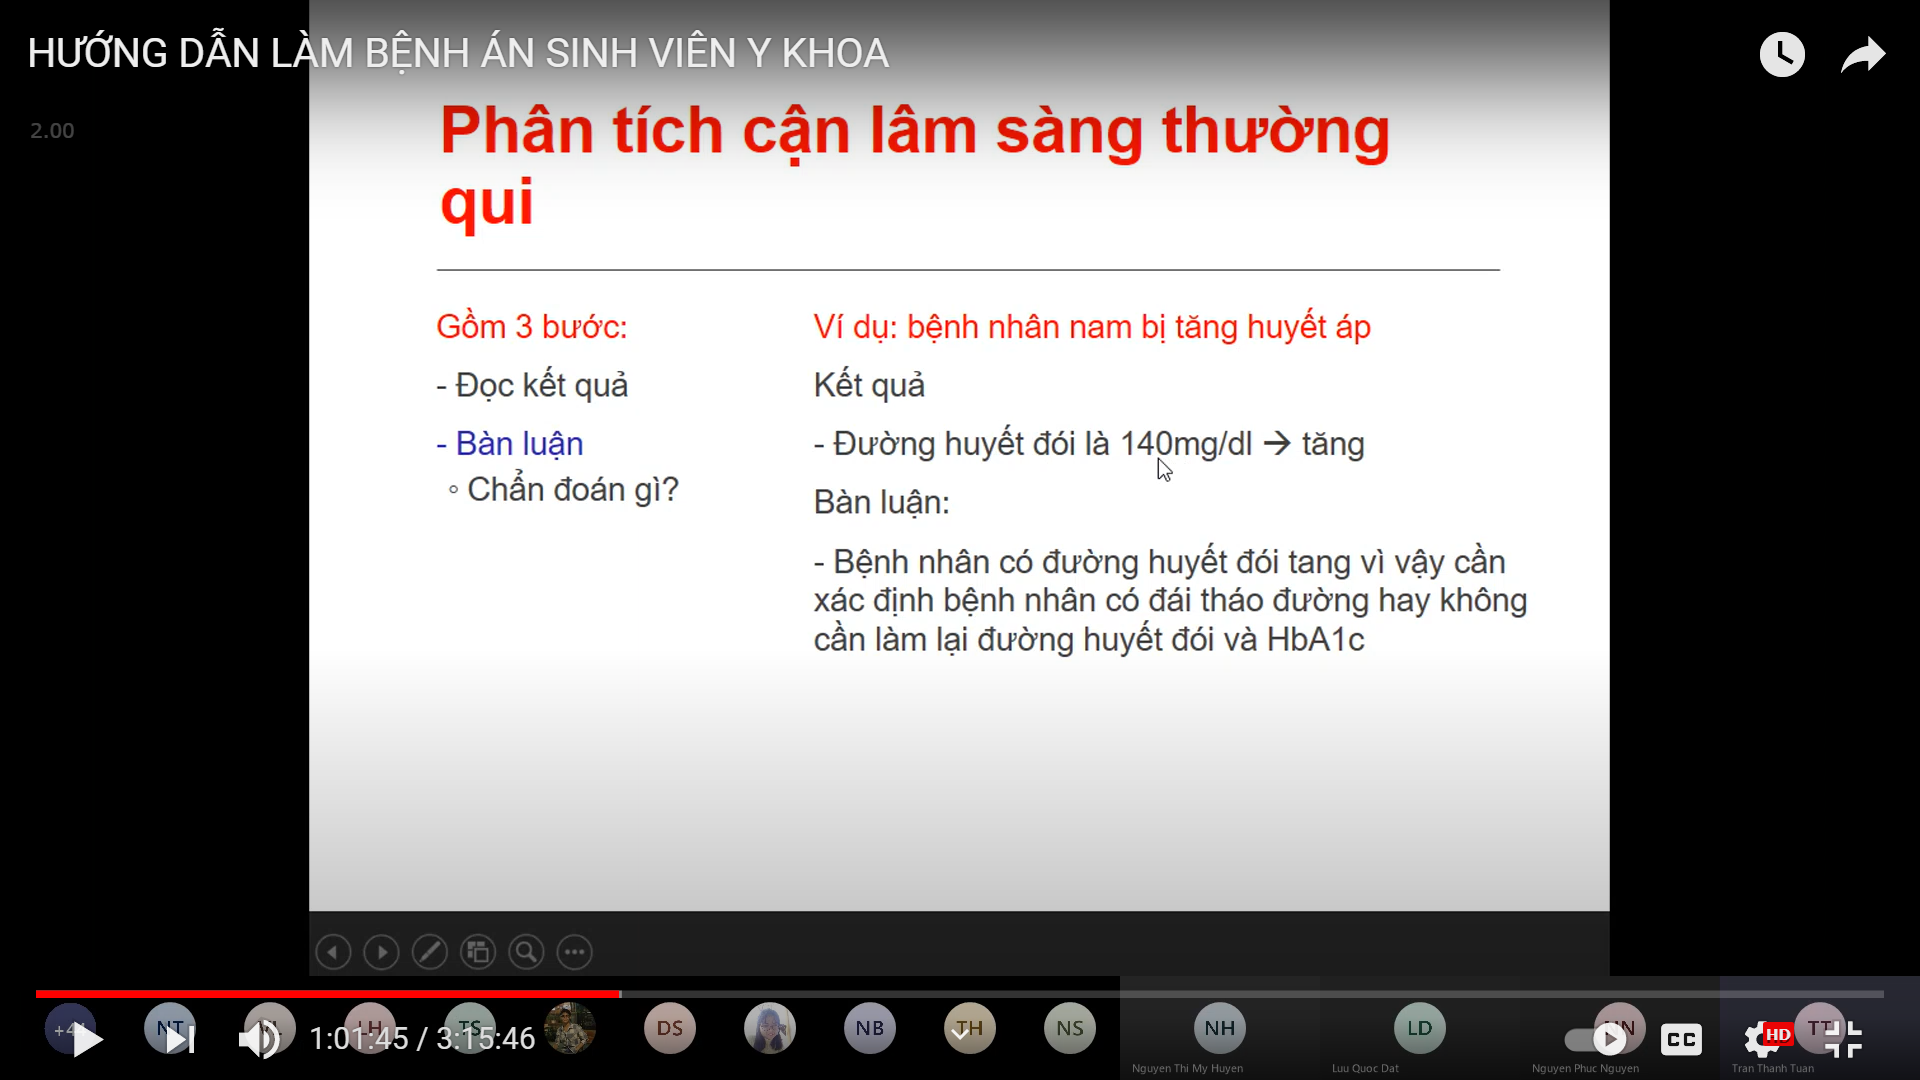 HƯỚNG DẪN LÀM BỆNH ÁN SINH VIÊN Y KHOA
2.00
Phân tích cận lâm sàng thường
qui
Gồm 3 bước:
- Đọc kết quả
- Bàn luận
◦ Chẩn đoán gì?
Ví dụ: bệnh nhân nam bị tăng huyết áp
Kết quả
- Đường huyết đói là 140mg/dl → tăng
Bàn luận:
- Bệnh nhân có đường huyết đói tang vì vậy cần
xác định bệnh nhân có đái tháo đường hay không
cần làm lại đường huyết đói và HbA1c
1:01:45 / 3:15:46
NT
LH
TS
DS
NB
TH
NS
NH
LD
TT
CC
HD
Nguyen Thi My Huyen
Luu Quoc Dat
Nguyen Phuc Nguyen
Tran Thanh Tuan